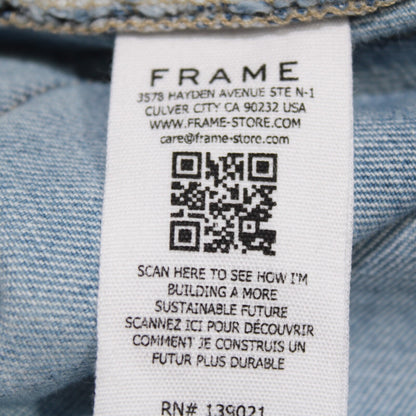 FRAME
3578 HAYDEN AVENUE STE N-1
CULVER CITY CA 90232 USA
WWW.FRAME-STORE.COM
care@frame-store.com
SCAN HERE TO SEE HOW I'M
BUILDING A MORE
SUSTAINABLE FUTURE
SCANNEZ ICI POUR DÉCOUVRIR
COMMENT JE CONSTRUIS UN
FUTUR PLUS DURABLE
RN# 139021